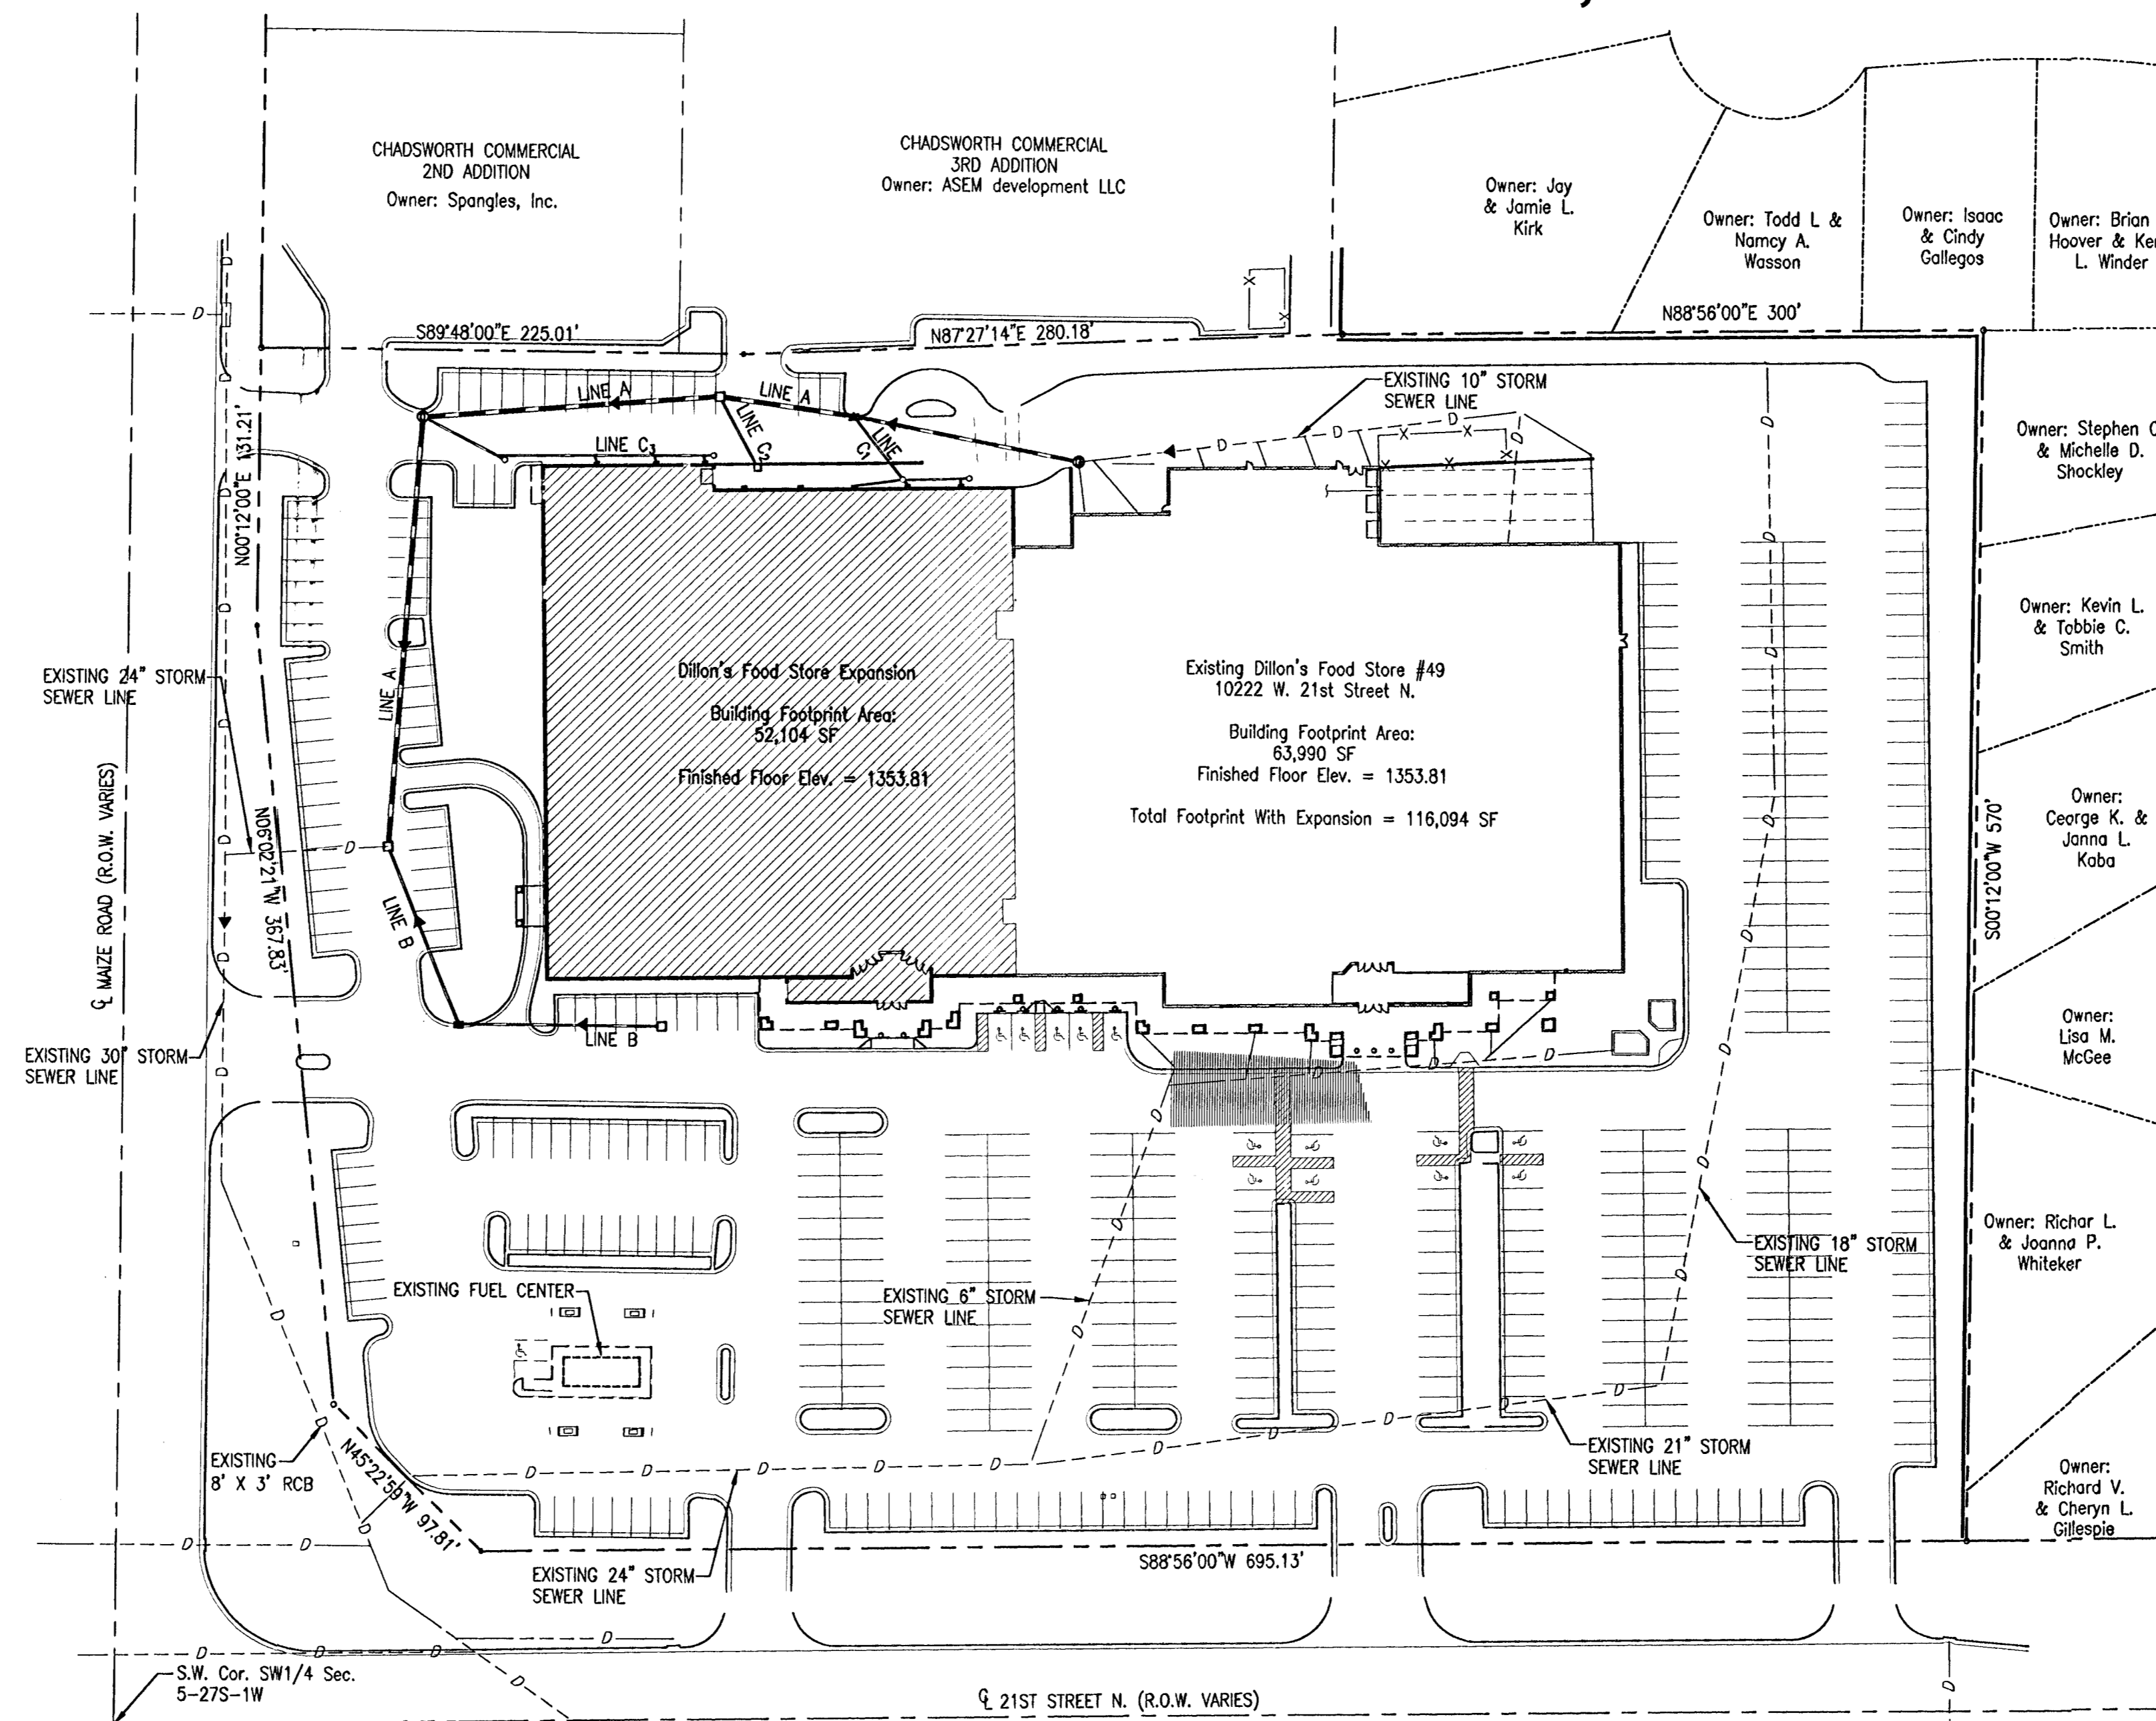 CHADSWORTH COMMERCIAL
2ND ADDITION
Owner: Spangles, Inc.
CHADSWORTH COMMERCIAL
3RD ADDITION
Owner: ASEM development LLC
Owner: Jay
& Jamie L.
Kirk
Owner: Todd L &
Namcy A.
Wasson
Owner: Isaac
& Cindy
Gallegos
Owner: Brian
Hoover & Ke
L. Winder
N88°56'00"E 300'
S89°48'00"E 225.01'
N87°27'14"E 280.18'
LINE A
LINE A
LINE C2
LINE C1
LINE C3
EXISTING 10" STORM
SEWER LINE
N00°12'00"E 131.21'
Owner: Stephen C
& Michelle D.
Shockley
Owner: Kevin L.
& Tobbie C.
Smith
EXISTING 24" STORM
SEWER LINE
LINE A
Dillon's Food Store Expansion
Building Footprint Area:
52,104 SF
Finished Floor Elev. = 1353.81
Existing Dillon's Food Store #49
10222 W. 21st Street N.
Building Footprint Area:
63,990 SF
Finished Floor Elev. = 1353.81
Total Footprint With Expansion = 116,094 SF
Owner:
Ceorge K. &
Janna L.
Kaba
S00°12'00"W 570'
℄ MAIZE ROAD (R.O.W. VARIES)
N06°02'21"W 367.83'
LINE B
LINE B
EXISTING 30" STORM
SEWER LINE
Owner:
Lisa M.
McGee
Owner: Richar L.
& Joanna P.
Whiteker
EXISTING 18" STORM
SEWER LINE
EXISTING FUEL CENTER
EXISTING 6" STORM
SEWER LINE
EXISTING
8' X 3' RCB
N45°22'59"W 97.81'
EXISTING 21" STORM
SEWER LINE
Owner:
Richard V.
& Cheryn L.
Gillespie
EXISTING 24" STORM
SEWER LINE
S88°56'00"W 695.13'
S.W. Cor. SW1/4 Sec.
5-27S-1W
℄ 21ST STREET N. (R.O.W. VARIES)